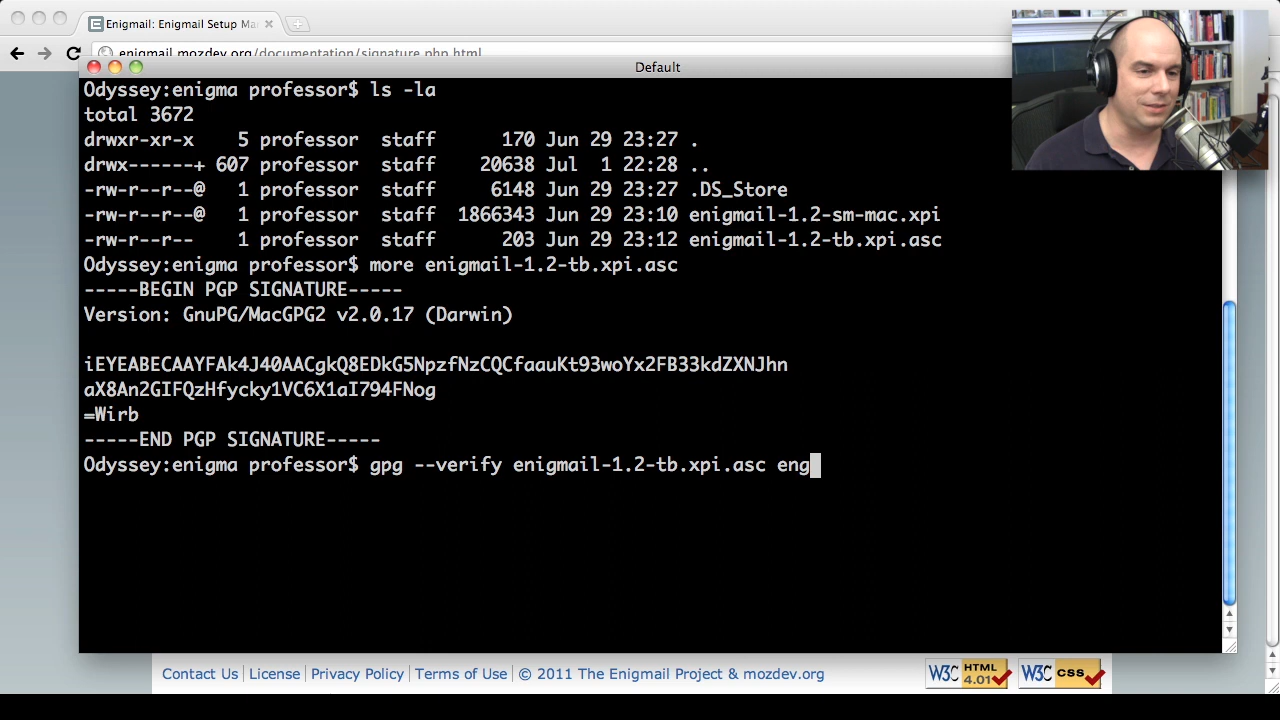 Enigmail: Enigmail Setup Ma
enigmail.mozdev.org/documentation/signature.php.html
Default
Odyssey:enigma professor$ ls -la
total 3672
drwxr-xr-x 5 professor staff 170 Jun 29 23:27 .
drwx------+ 607 professor staff 20638 Jul 1 22:28 ..
-rw-r--r--@ 1 professor staff 6148 Jun 29 23:27 .DS_Store
-rw-r--r--@ 1 professor staff 1866343 Jun 29 23:10 enigmail-1.2-sm-mac.xpi
-rw-r--r-- 1 professor staff 203 Jun 29 23:12 enigmail-1.2-tb.xpi.asc
Odyssey:enigma professor$ more enigmail-1.2-tb.xpi.asc
-----BEGIN PGP SIGNATURE-----
Version: GnuPG/MacGPG2 v2.0.17 (Darwin)
iEYEABECAAYFAk4J40AACgkQ8EDkG5NpzfNzCQCfaauKt93woYx2FB33kdZXNJhn
aX8An2GIFQzHfycky1VC6X1aI794FNog
=Wirb
-----END PGP SIGNATURE-----
Odyssey:enigma professor$ gpg --verify enigmail-1.2-tb.xpi.asc eng
Contact Us | License | Privacy Policy | Terms of Use | © 2011 The Enigmail Project & mozdev.org
W3C HTML 4.01
W3C CSS